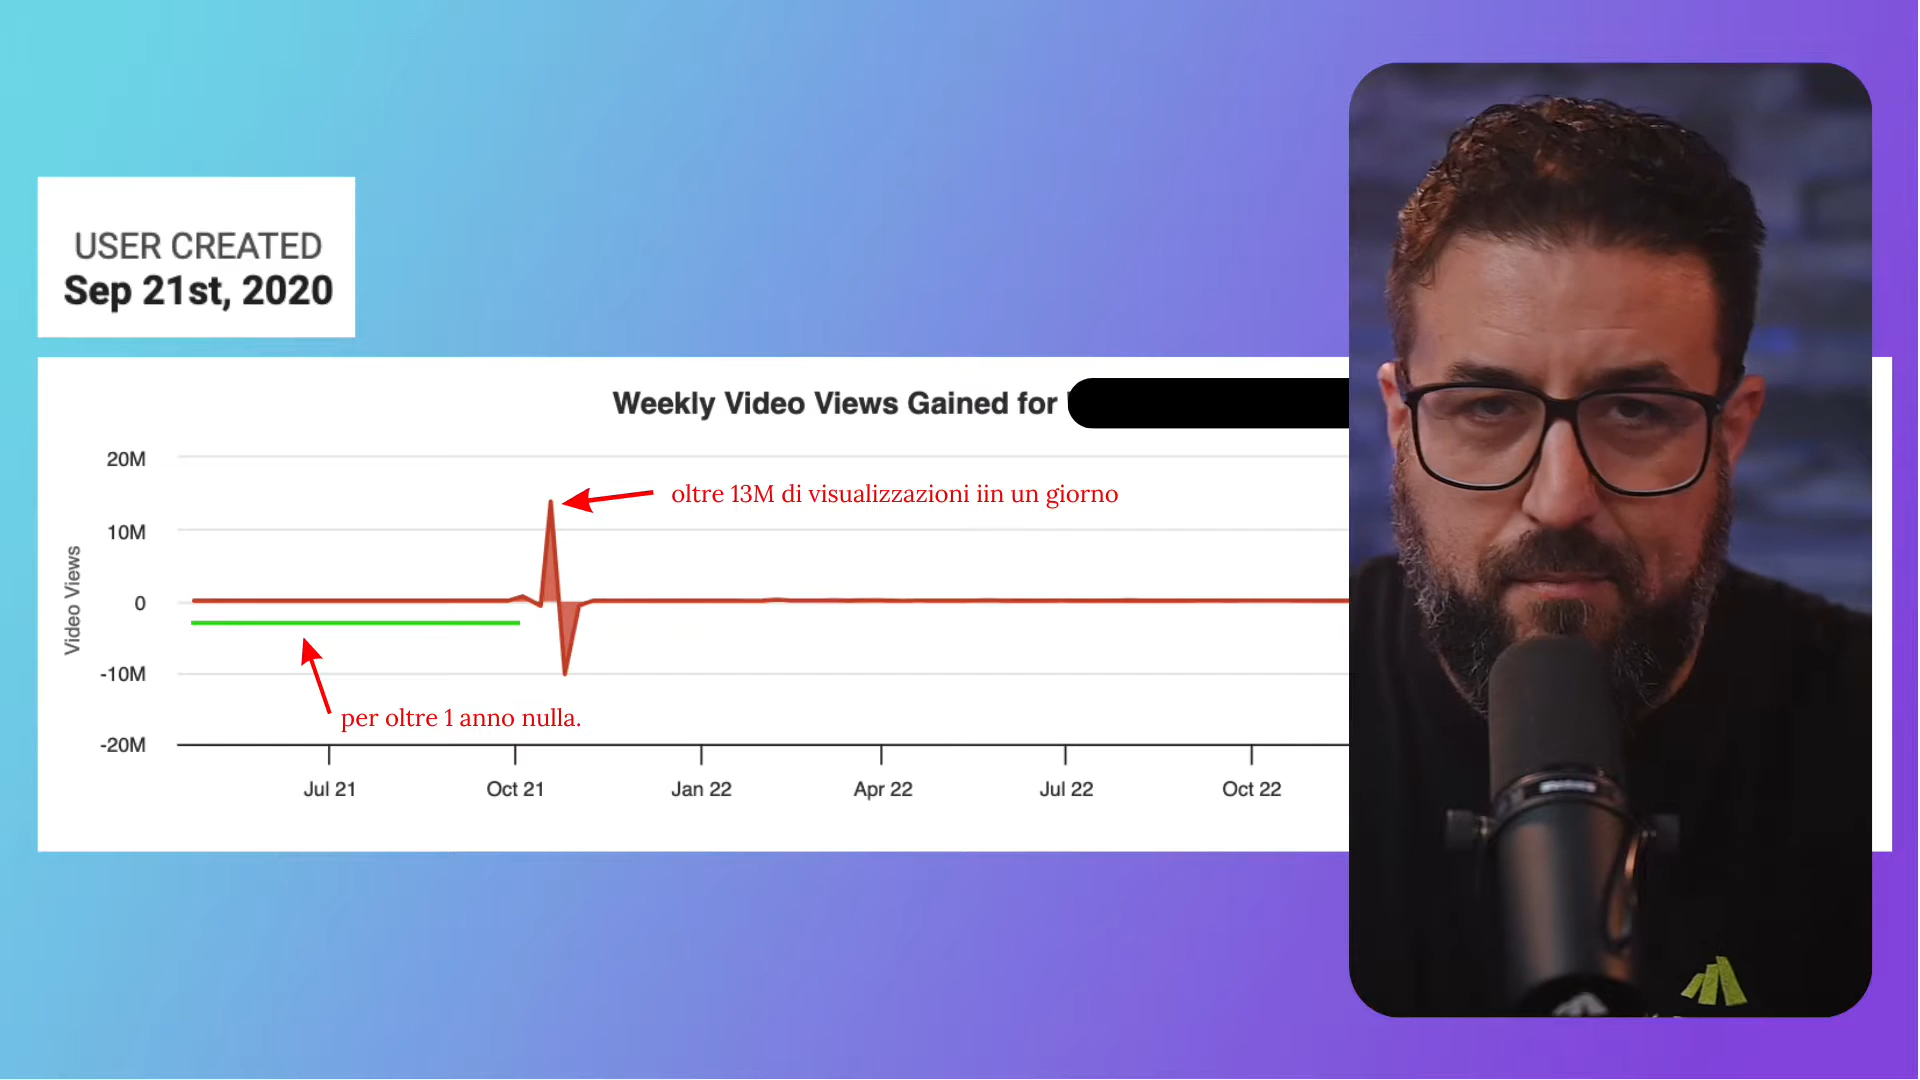 USER CREATED
Sep 21st, 2020
Weekly Video Views Gained for
20M
oltre 13M di visualizzazioni iin un giorno
10M
Video Views
0
-10M
per oltre 1 anno nulla.
-20M
Jul 21
Oct 21
Jan 22
Apr 22
Jul 22
Oct 22